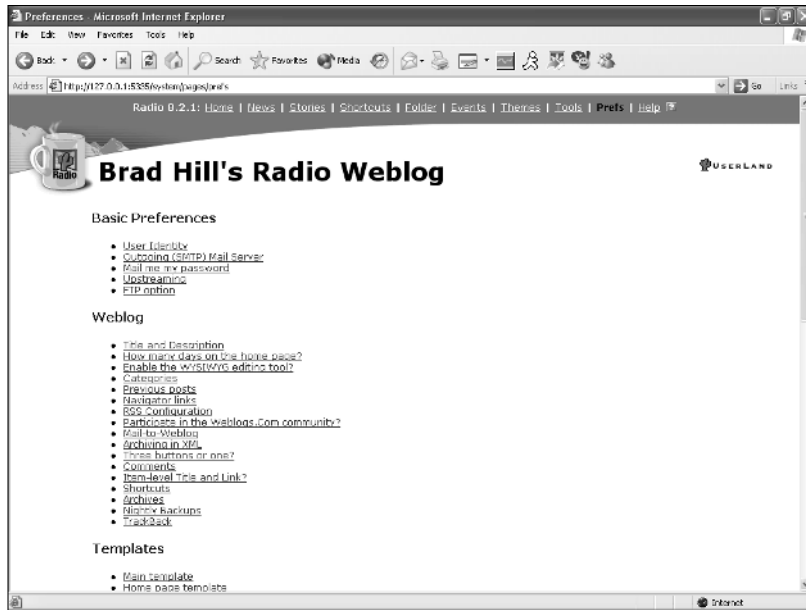 Preferences - Microsoft Internet Explorer
File Edit View Favorites Tools Help
Back Search Favorites Media
Address http://127.0.0.1:5335/system/pages/prefs Go Links
Radio 8.2.1: Home | News | Stories | Shortcuts | Folder | Events | Themes | Tools | Prefs | Help
Radio
Brad Hill's Radio Weblog
USERLAND
Basic Preferences
• User Identity
• Outgoing (SMTP) Mail Server
• Mail me my password
• Upstreaming
• FTP option
Weblog
• Title and Description
• How many days on the home page?
• Enable the WYSIWYG editing tool?
• Categories
• Previous posts
• Navigator links
• RSS Configuration
• Participate in the Weblogs.Com community?
• Mail-to-Weblog
• Archiving in XML
• Three buttons or one?
• Comments
• Item-level Title and Link?
• Shortcuts
• Archives
• Nightly Backups
• TrackBack
Templates
• Main template
• Home page template
Internet